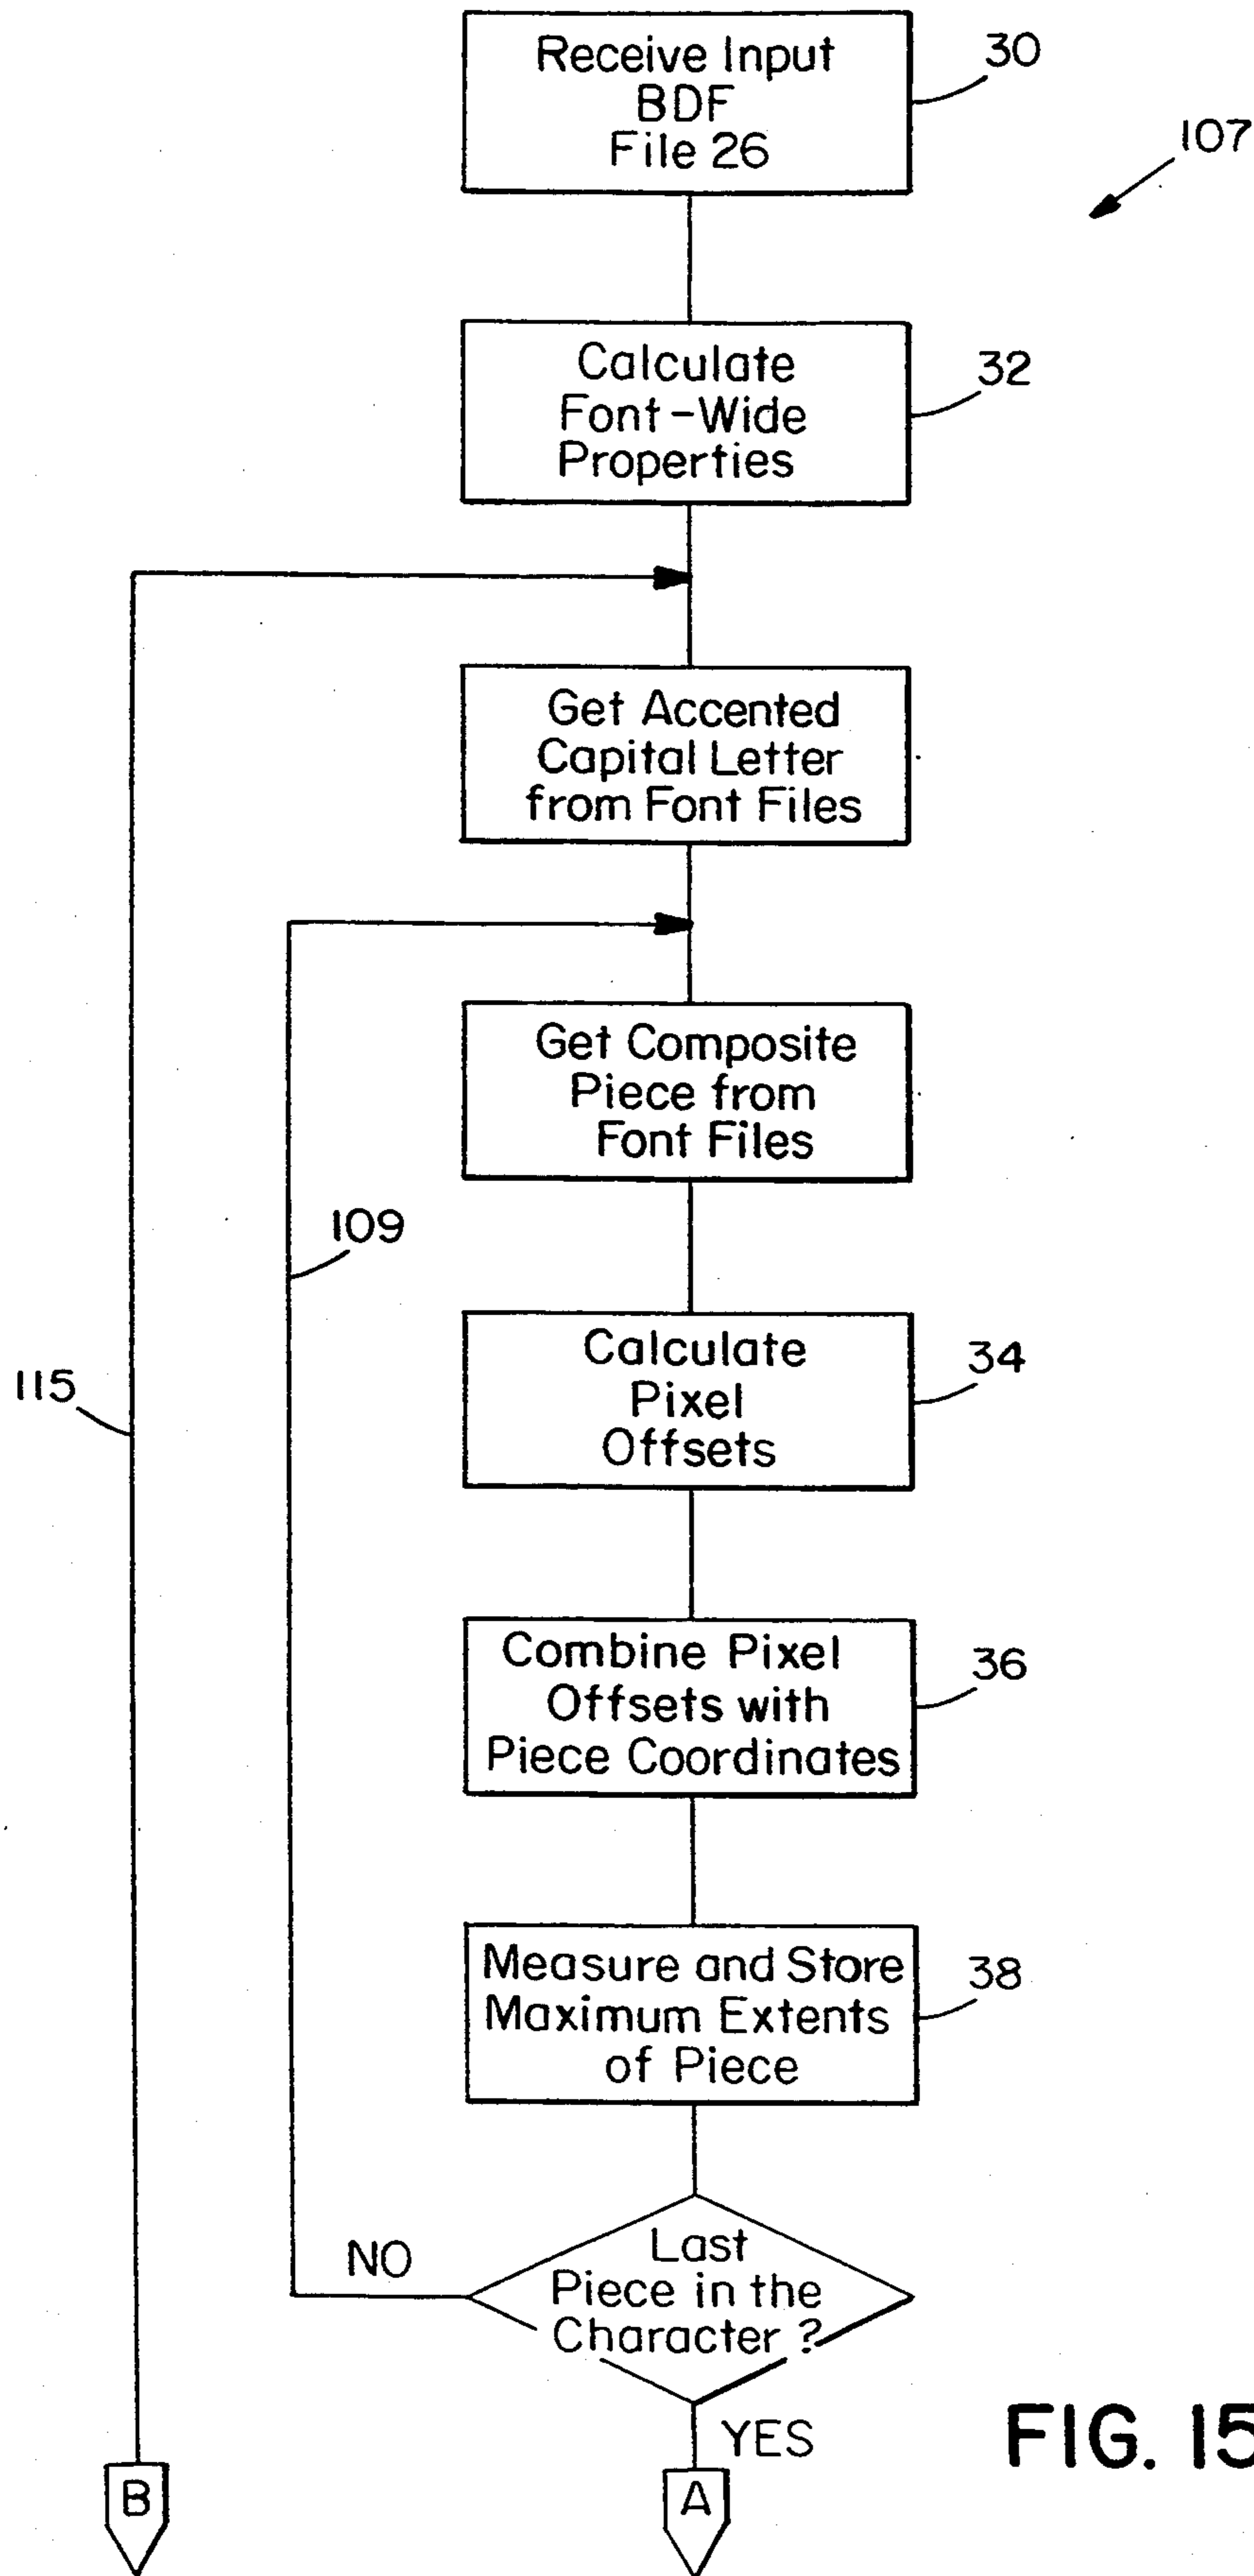 Receive Input
BDF
File 26
30
107
Calculate
Font-Wide
Properties
32
Get Accented
Capital Letter
from Font Files
Get Composite
Piece from
Font Files
109
Calculate
Pixel
Offsets
34
115
Combine Pixel
Offsets with
Piece Coordinates
36
Measure and Store
Maximum Extents
of Piece
38
NO
Last
Piece in the
Character ?
YES
B
A
FIG. 15